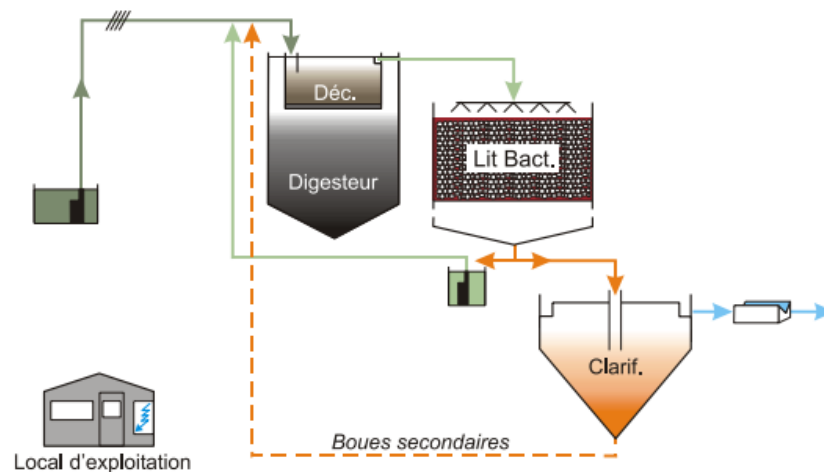 Déc.
Digesteur
Lit Bact.
Clarif.
Boues secondaires
Local d'exploitation